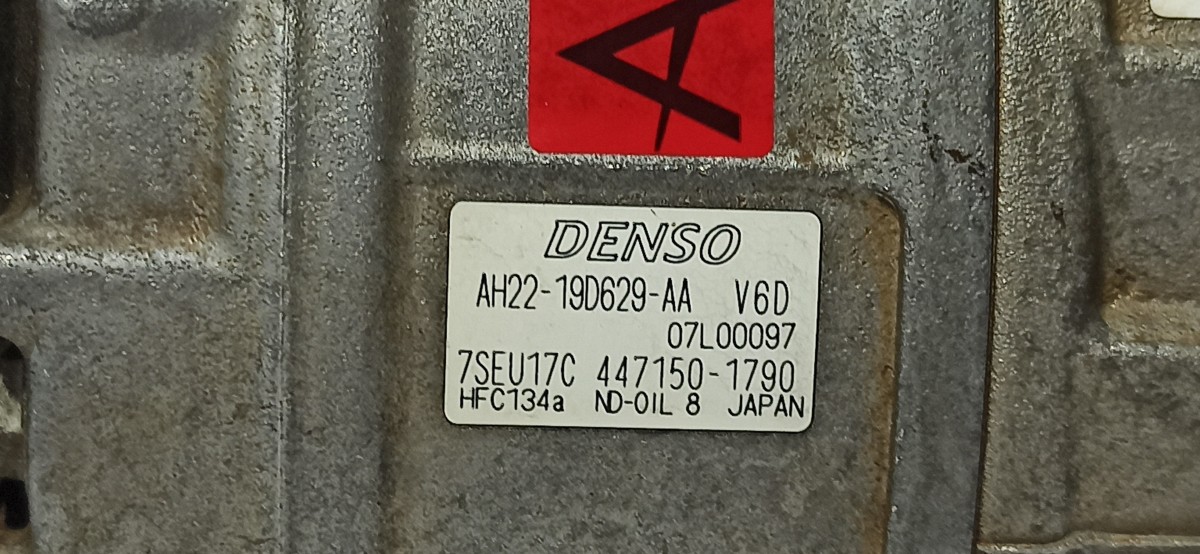 A
DENSO
AH22-19D629-AA V6D
07L00097
7SEU17C 447150-1790
HFC134a ND-OIL 8 JAPAN